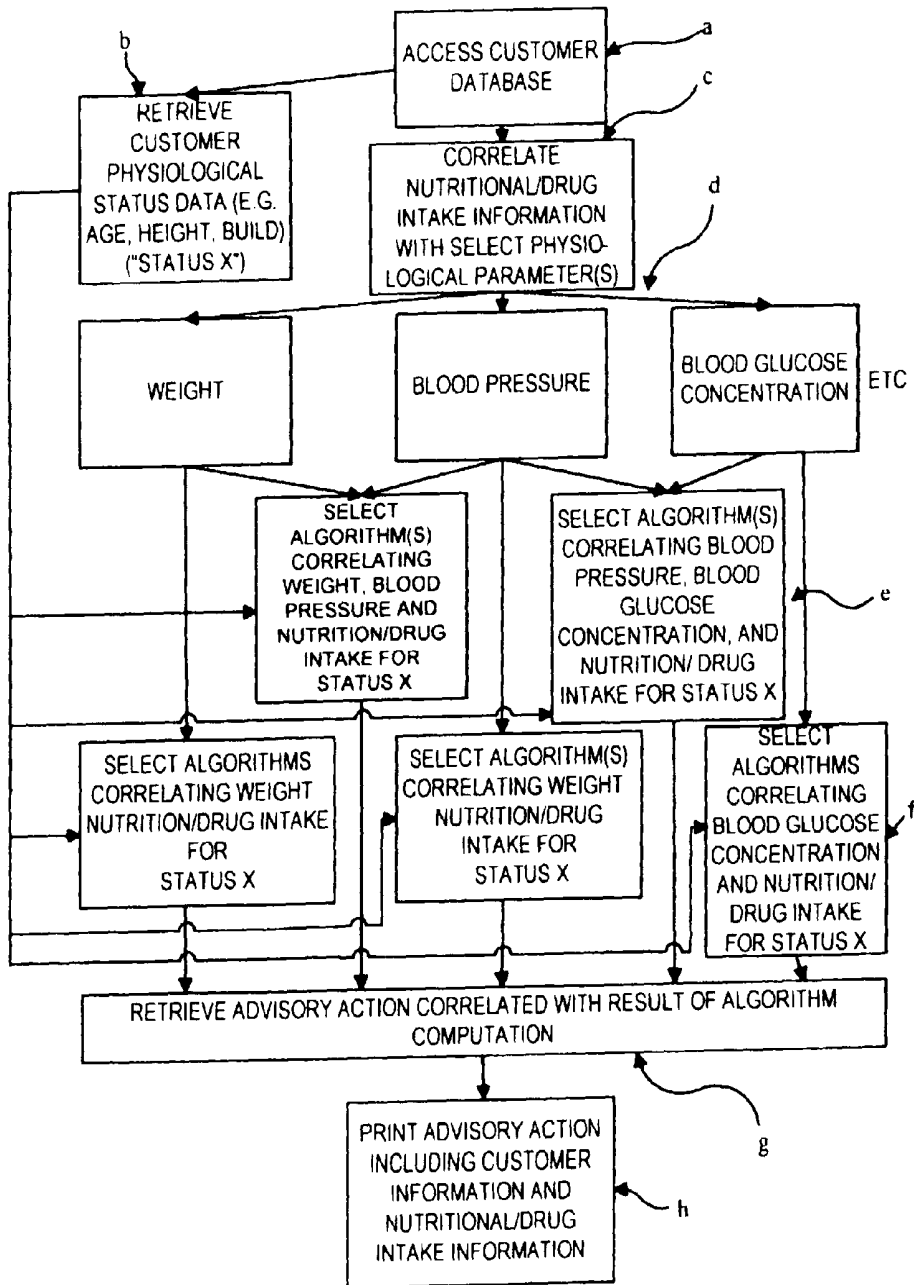 b
ACCESS CUSTOMER
DATABASE
a
c
RETRIEVE
CUSTOMER
PHYSIOLOGICAL
STATUS DATA (E.G.
AGE, HEIGHT, BUILD)
("STATUS X")
CORRELATE
NUTRITIONAL/DRUG
INTAKE INFORMATION
WITH SELECT PHYSIO-
LOGICAL PARAMETER(S)
d
WEIGHT
BLOOD PRESSURE
BLOOD GLUCOSE
CONCENTRATION
ETC
SELECT
ALGORITHM(S)
CORRELATING
WEIGHT, BLOOD
PRESSURE AND
NUTRITION/DRUG
INTAKE FOR
STATUS X
SELECT ALGORITHM(S)
CORRELATING BLOOD
PRESSURE, BLOOD
GLUCOSE
CONCENTRATION, AND
NUTRITION/ DRUG
INTAKE FOR STATUS X
e
SELECT ALGORITHMS
CORRELATING WEIGHT
NUTRITION/DRUG INTAKE
FOR
STATUS X
SELECT ALGORITHM(S)
CORRELATING WEIGHT
NUTRITION/DRUG
INTAKE FOR
STATUS X
SELECT
ALGORITHMS
CORRELATING
BLOOD GLUCOSE
CONCENTRATION
AND NUTRITION/
DRUG INTAKE
FOR STATUS X
f
RETRIEVE ADVISORY ACTION CORRELATED WITH RESULT OF ALGORITHM
COMPUTATION
g
PRINT ADVISORY ACTION
INCLUDING CUSTOMER
INFORMATION AND
NUTRITIONAL/DRUG
INTAKE INFORMATION
h